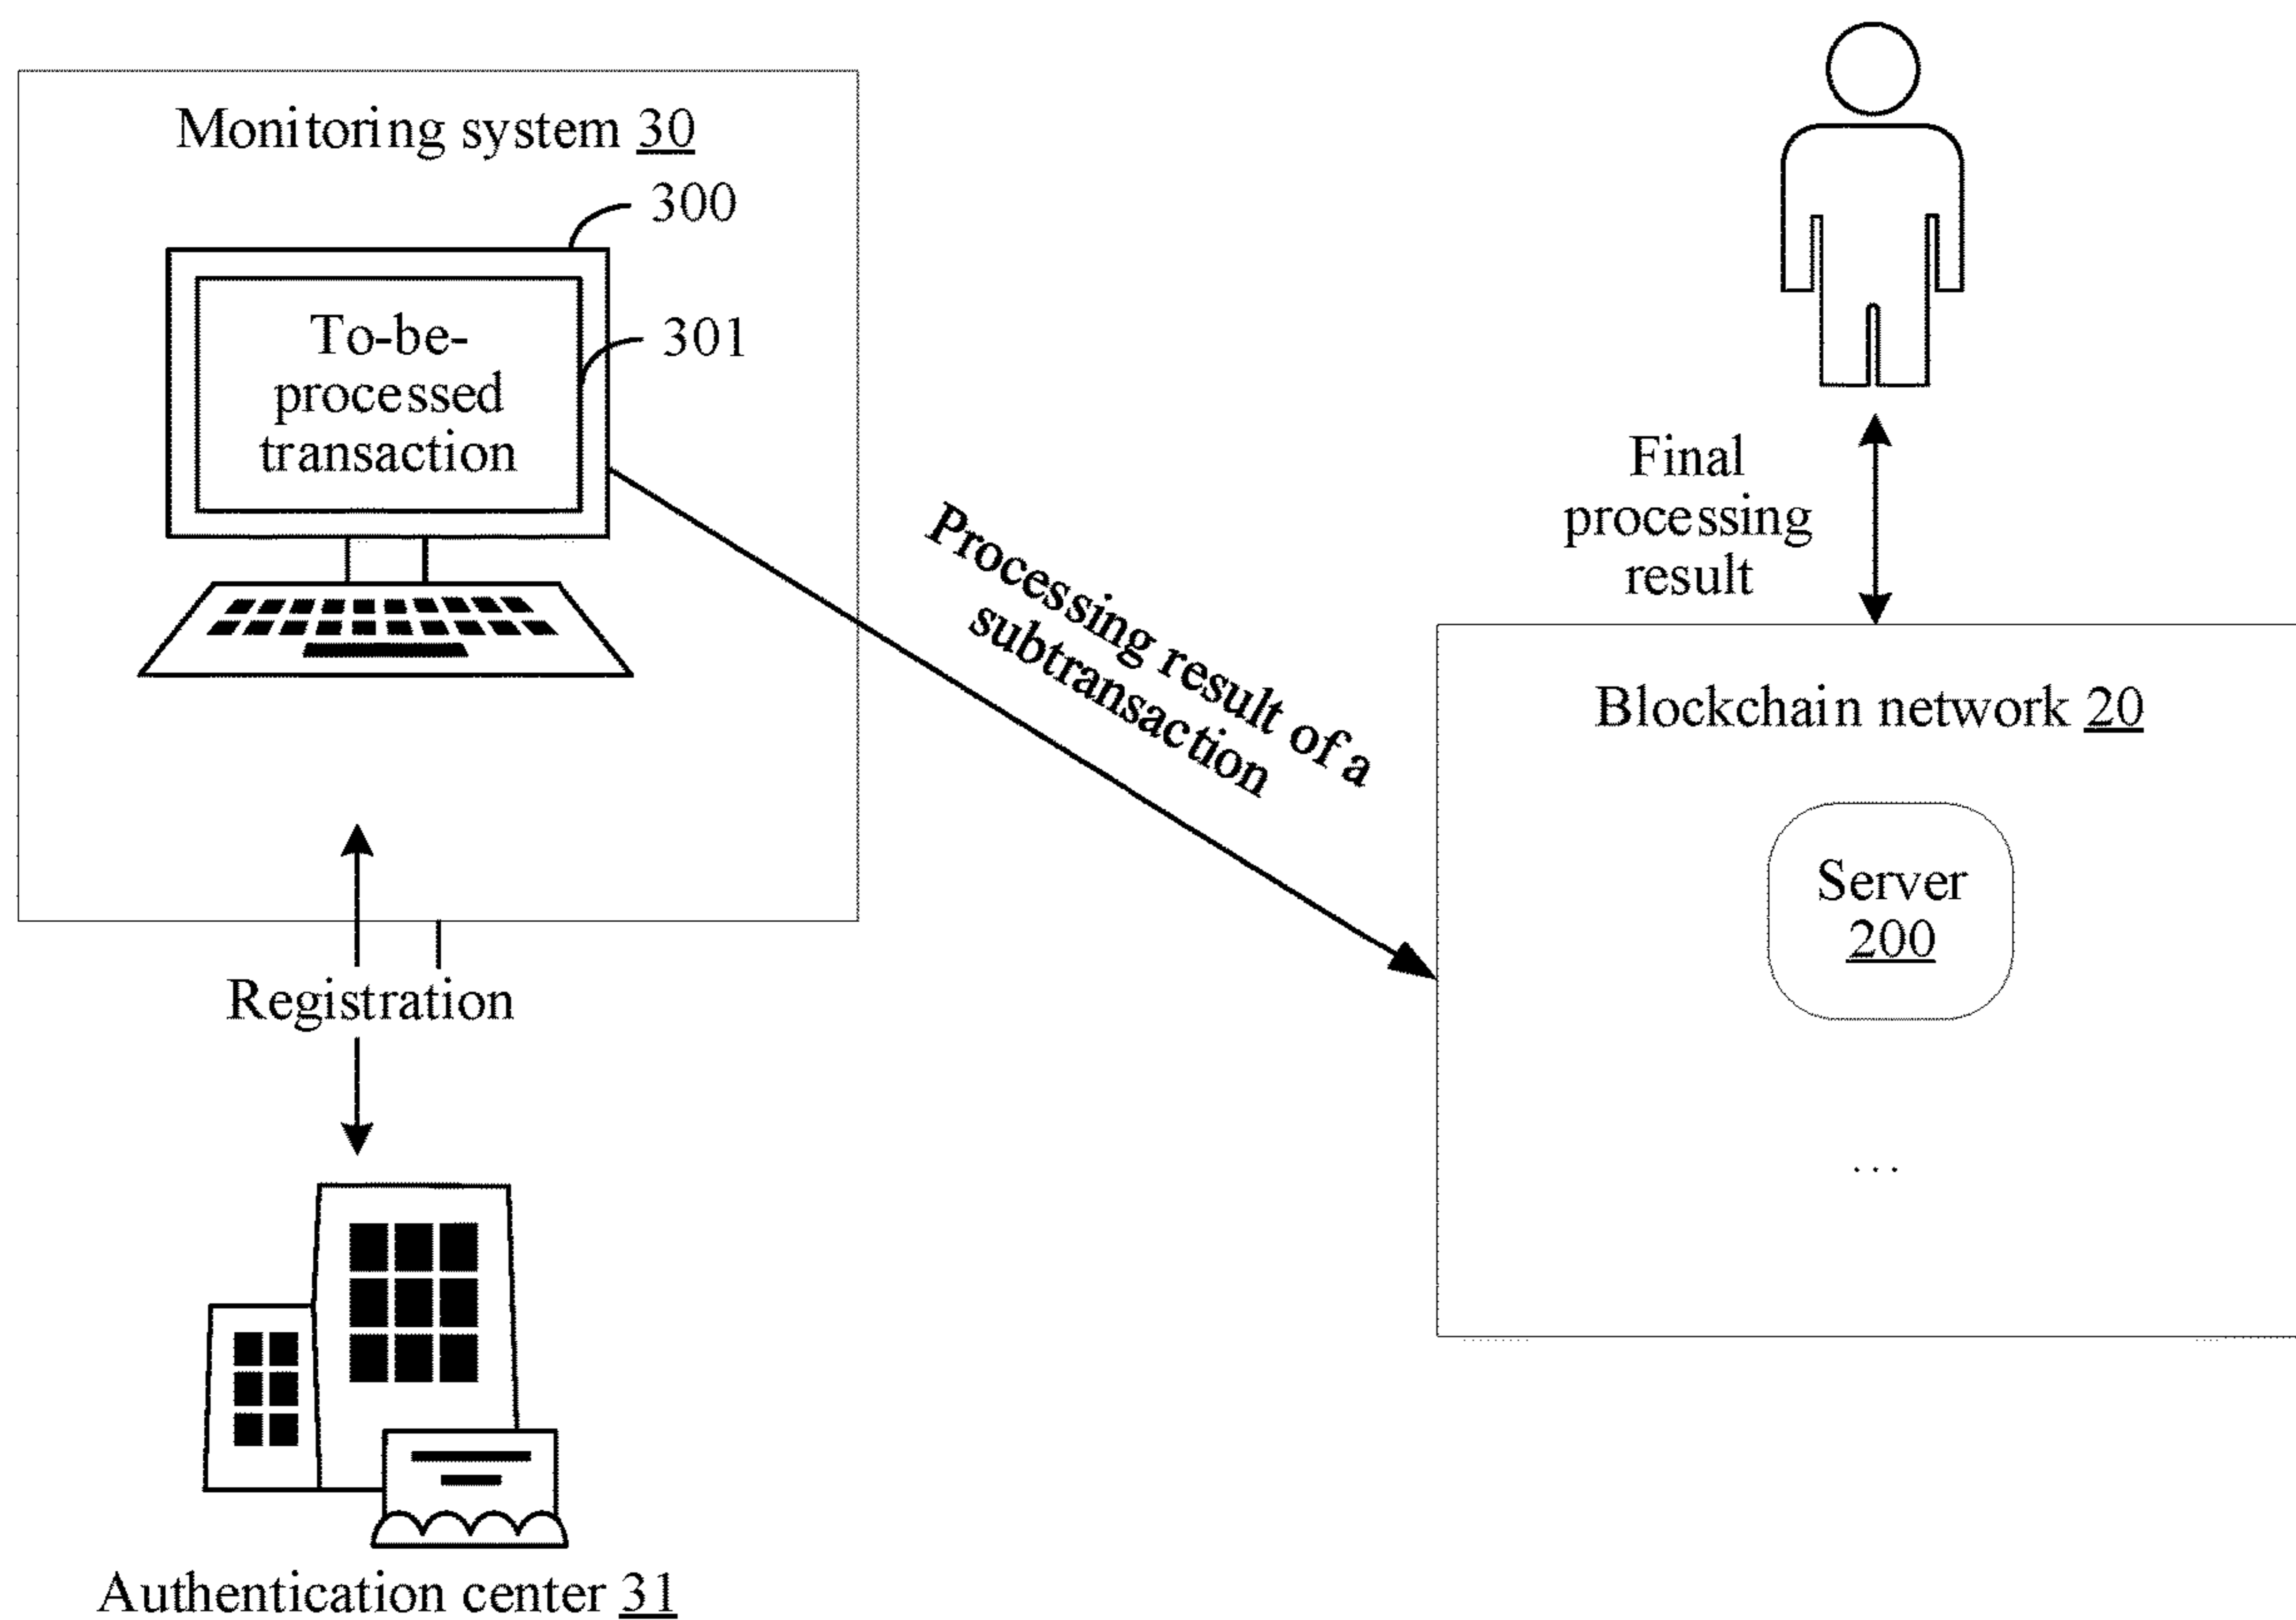 Monitoring system 30
300
To-be-
processed
transaction
301
Registration
Authentication center 31
Processing result of a
subtransaction
Final
processing
result
Blockchain network 20
Server
200
...